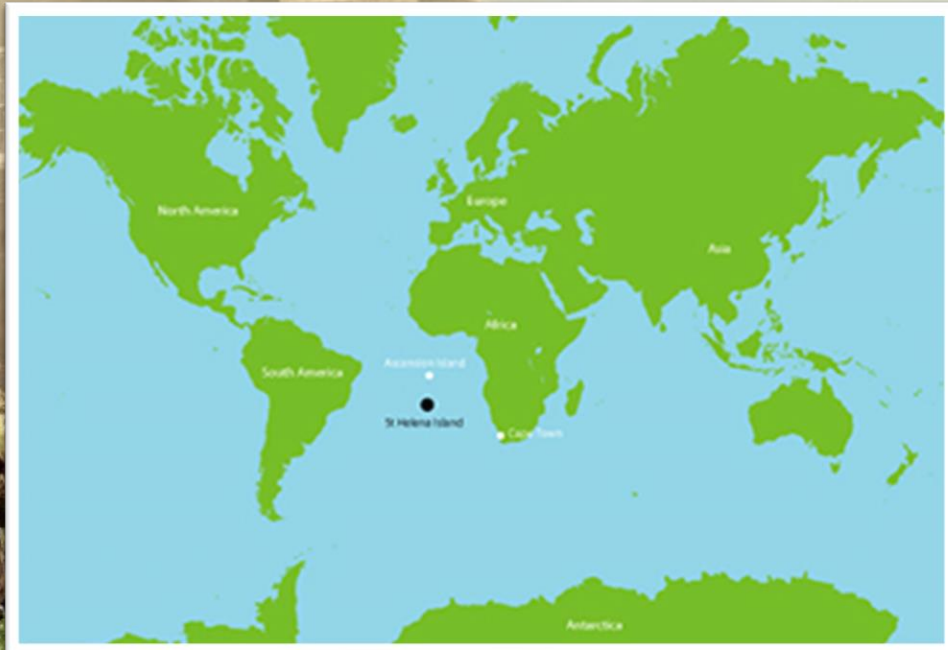 North America
Europe
Asia
Africa
South America
Ascension Island
St Helena Island
Cape Town
Antarctica